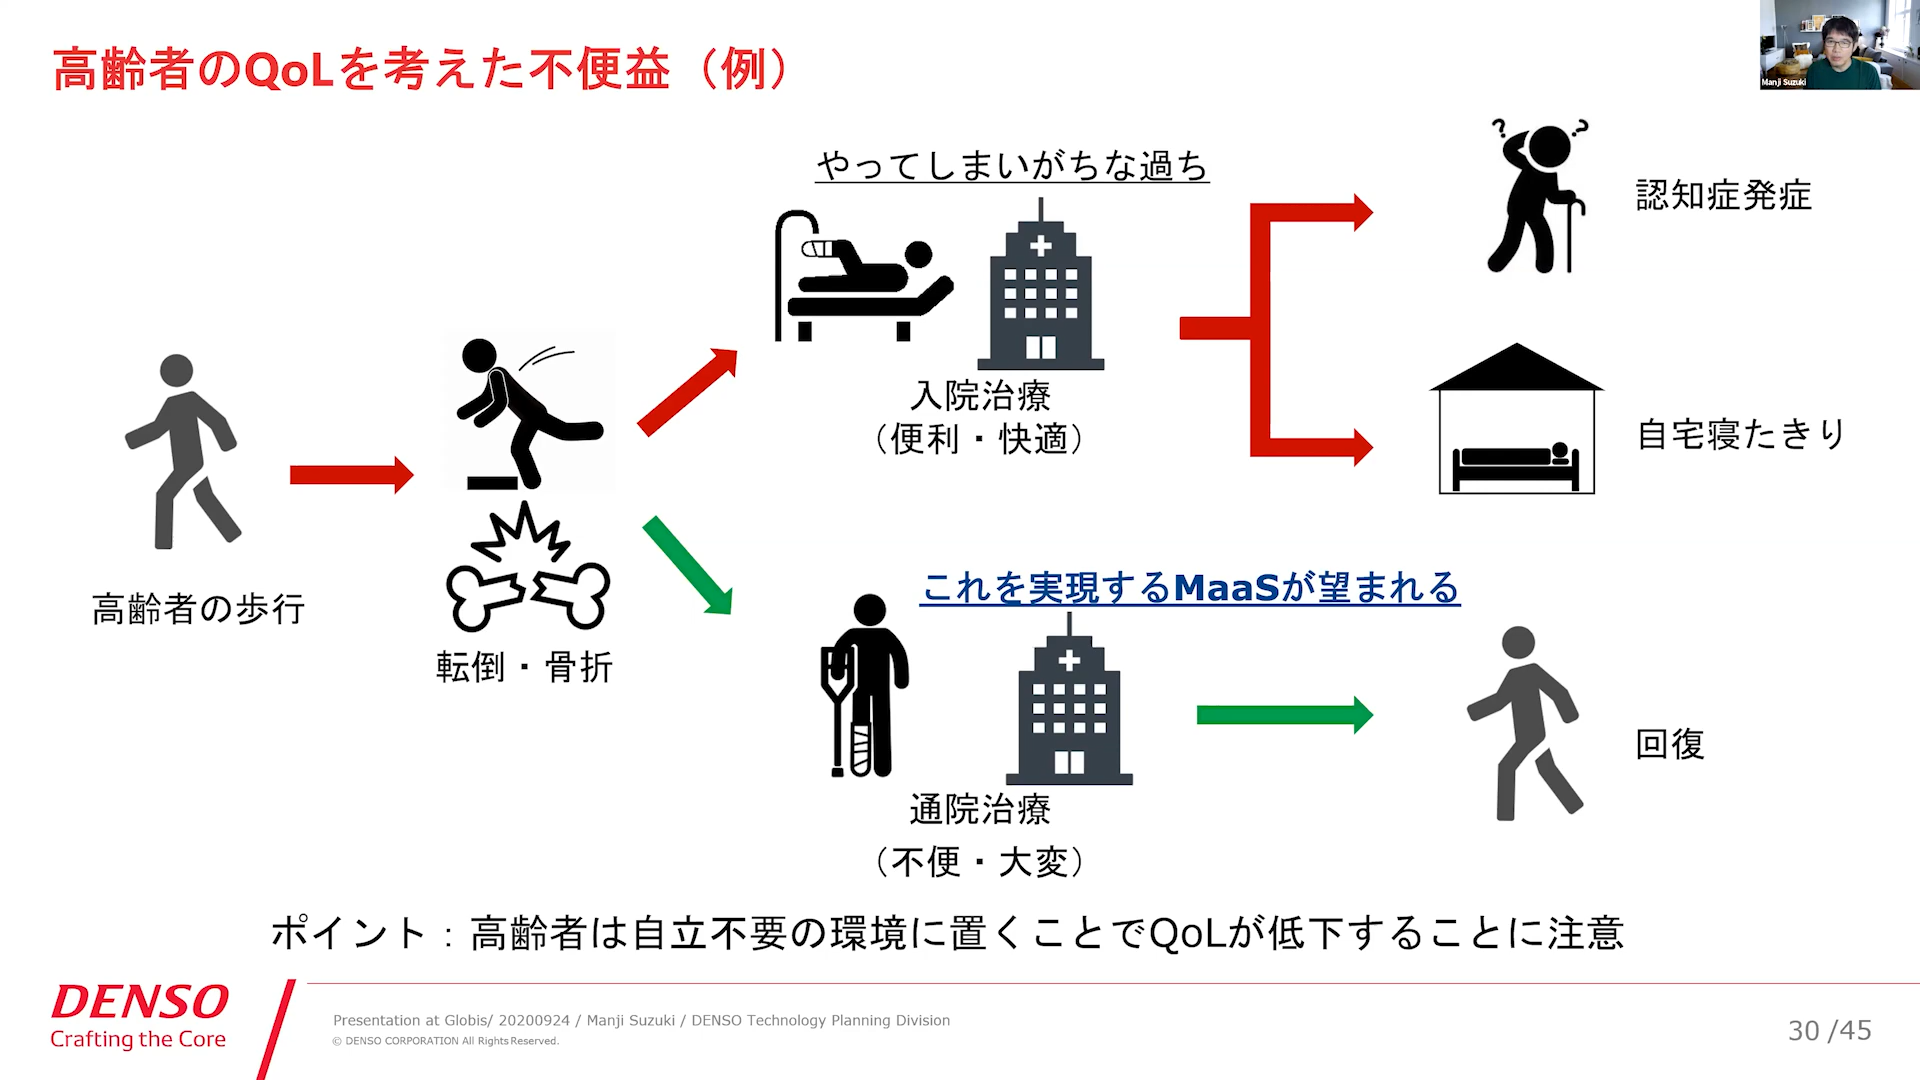 高齢者のQoLを考えた不便益（例）
Manji Suzuki
やってしまいがちな過ち
認知症発症
入院治療
（便利・快適）
自宅寝たきり
高齢者の歩行
転倒・骨折
これを実現するMaaSが望まれる
回復
通院治療
（不便・大変）
ポイント：高齢者は自立不要の環境に置くことでQoLが低下することに注意
DENSO
Crafting the Core
Presentation at Globis/ 20200924 / Manji Suzuki / DENSO Technology Planning Division
© DENSO CORPORATION All Rights Reserved.
30 /45